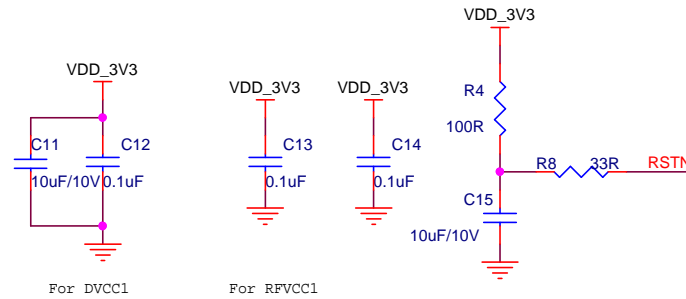 VDD_3V3
C11
C12
10uF/10V
0.1uF
For DVCC1
VDD_3V3
C13
0.1uF
For RFVCC1
VDD_3V3
C14
0.1uF
VDD_3V3
R4
100R
R8
33R
RSTN
C15
10uF/10V